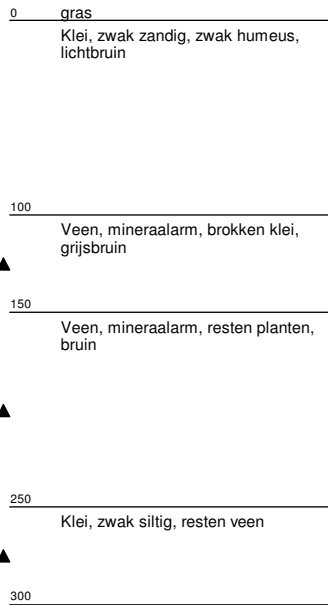 0 gras
Klei, zwak zandig, zwak humeus,
lichtbruin
100
Veen, mineraalarm, brokken klei,
grijsbruin
150
Veen, mineraalarm, resten planten,
bruin
250
Klei, zwak siltig, resten veen
300